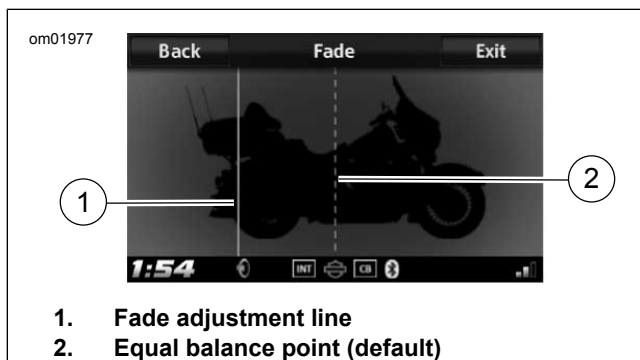 om01977
Back Fade Exit
1
2
1:54 INT CB
1. Fade adjustment line
2. Equal balance point (default)